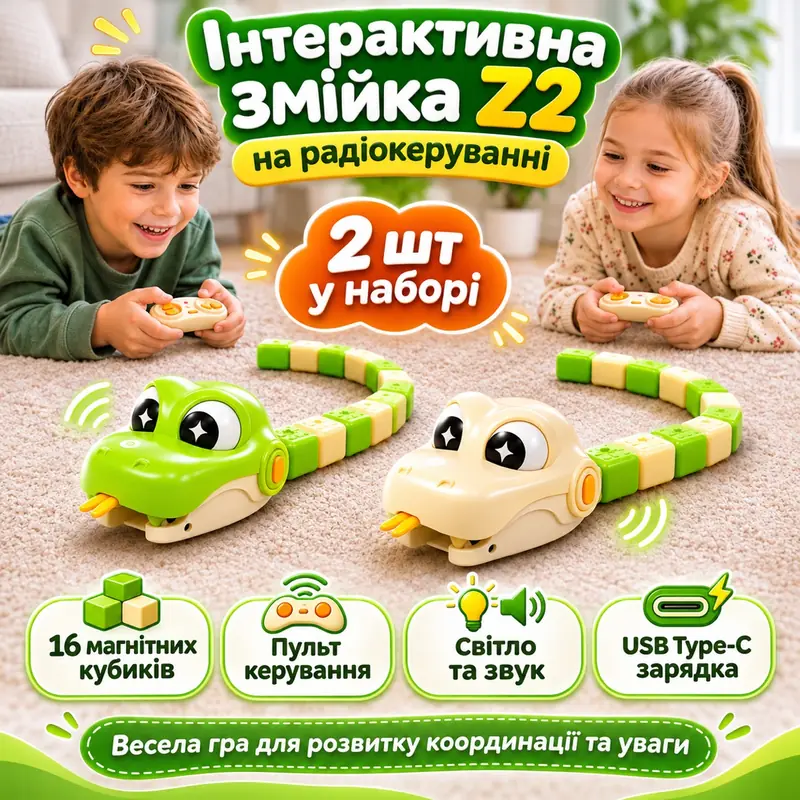 Інтерактивна
змійка Z2
на радіокеруванні
2 шт
у наборі
16 магнітних
кубиків
Пульт
керування
Світло
та звук
USB Type-C
зарядка
Весела гра для розвитку координації та уваги